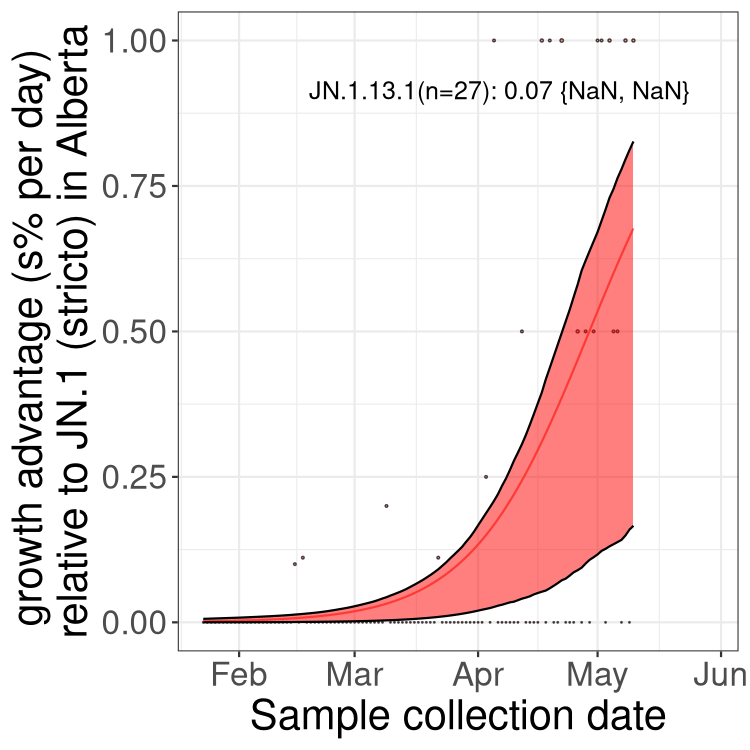 growth advantage (s% per day)
relative to JN.1 (stricto) in Alberta
1.00
0.75
0.50
0.25
0.00
JN.1.13.1(n=27): 0.07 {NaN, NaN}
Feb
Mar
Apr
May
Jun
Sample collection date